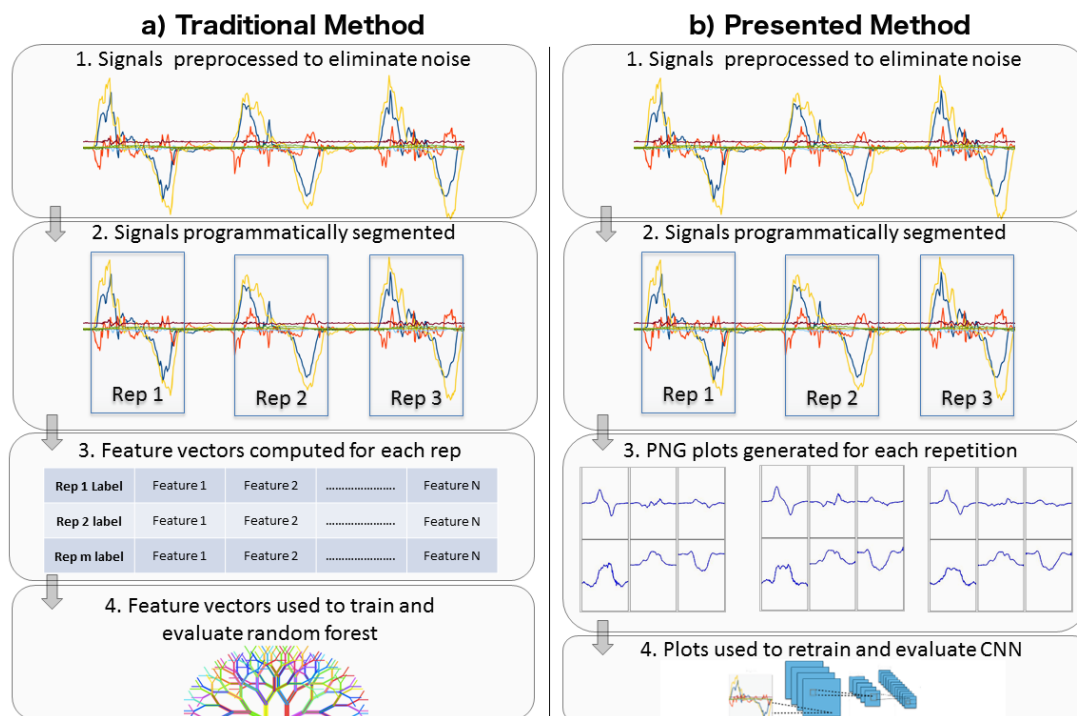 a) Traditional Method
1. Signals preprocessed to eliminate noise
2. Signals programmatically segmented
Rep 1
Rep 2
Rep 3
3. Feature vectors computed for each rep
Rep 1 Label Feature 1 Feature 2 ........................ Feature N
Rep 2 label Feature 1 Feature 2 ........................ Feature N
Rep m label Feature 1 Feature 2 ........................ Feature N
4. Feature vectors used to train and
evaluate random forest
b) Presented Method
1. Signals preprocessed to eliminate noise
2. Signals programmatically segmented
Rep 1
Rep 2
Rep 3
3. PNG plots generated for each repetition
4. Plots used to retrain and evaluate CNN